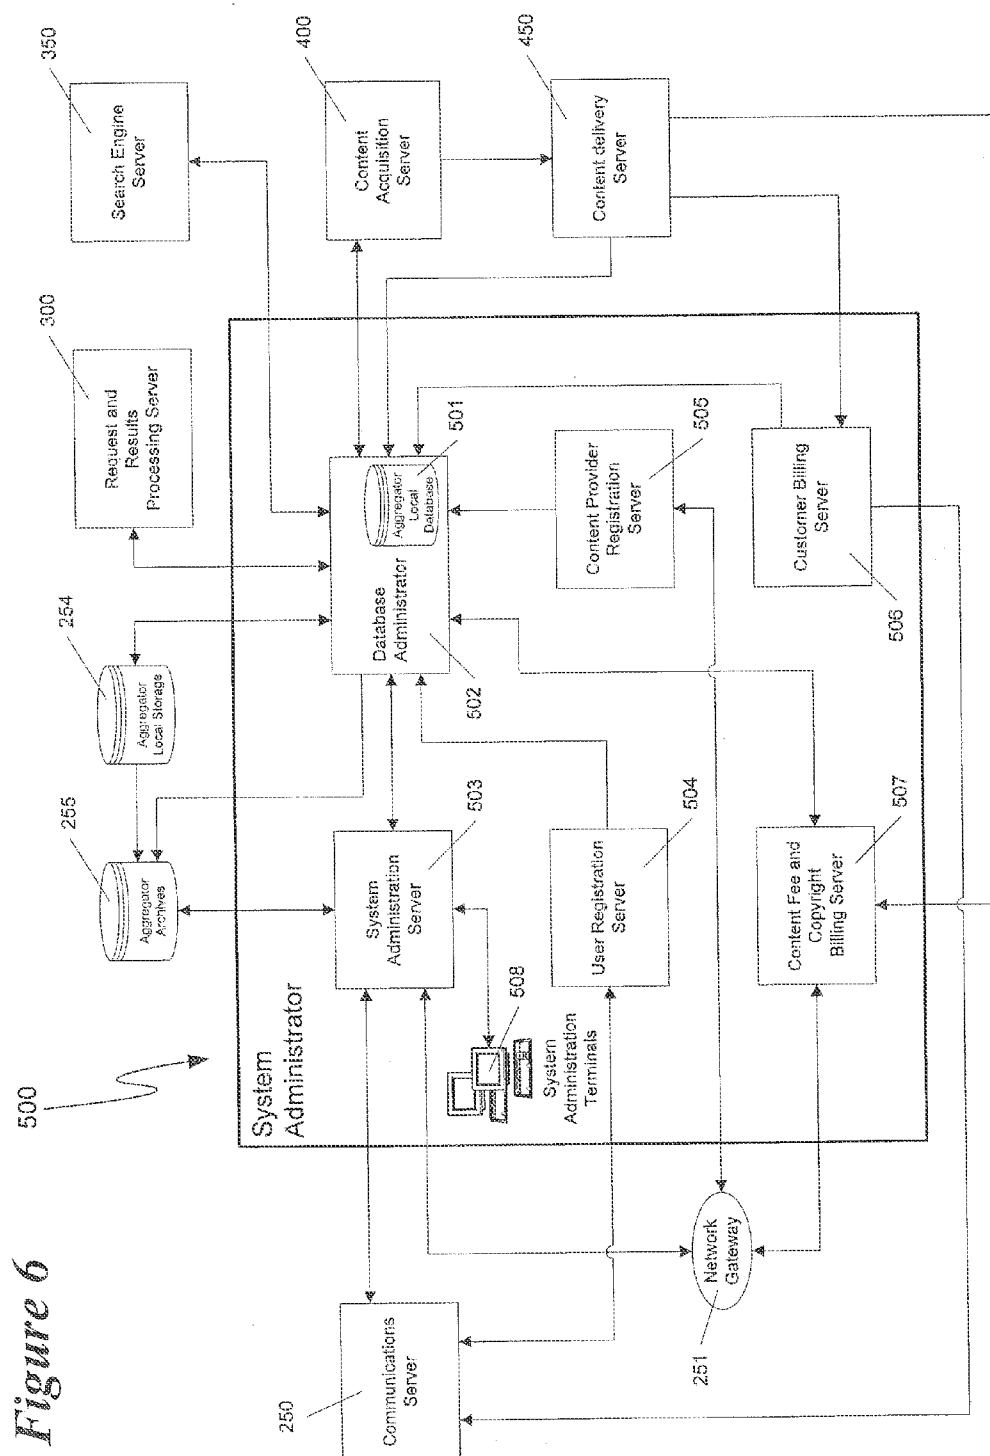 Figure 6
500
255
Aggregator
Archives
254
Aggregator
Local Storage
300
Request and
Results
Processing Server
350
Search Engine
Server
400
Content
Acquisition
Server
450
Content delivery
Server
System
Administrator
System
Administration
Server
503
Database
Administrator
502
Aggregator
Local
Database
501
508
System
Administration
Terminals
User Registration
Server
504
Content Provider
Registration
Server
505
Content Fee and
Copyright
Billing Server
507
Customer Billing
Server
506
Communications
Server
250
Network
Gateway
251